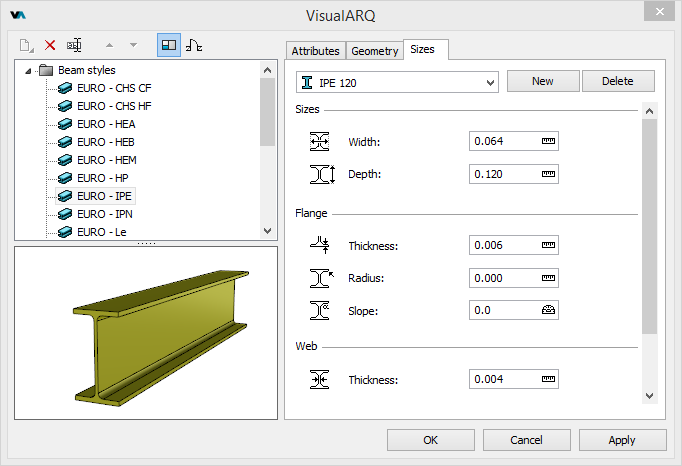 VisualARQ
Beam styles
EURO - CHS CF
EURO - CHS HF
EURO - HEA
EURO - HEB
EURO - HEM
EURO - HP
EURO - IPE
EURO - IPN
EURO - Le
Attributes
Geometry
Sizes
IPE 120
New
Delete
Sizes
Width:
0.064
Depth:
0.120
Flange
Thickness:
0.006
Radius:
0.000
Slope:
0.0
Web
Thickness:
0.004
OK
Cancel
Apply